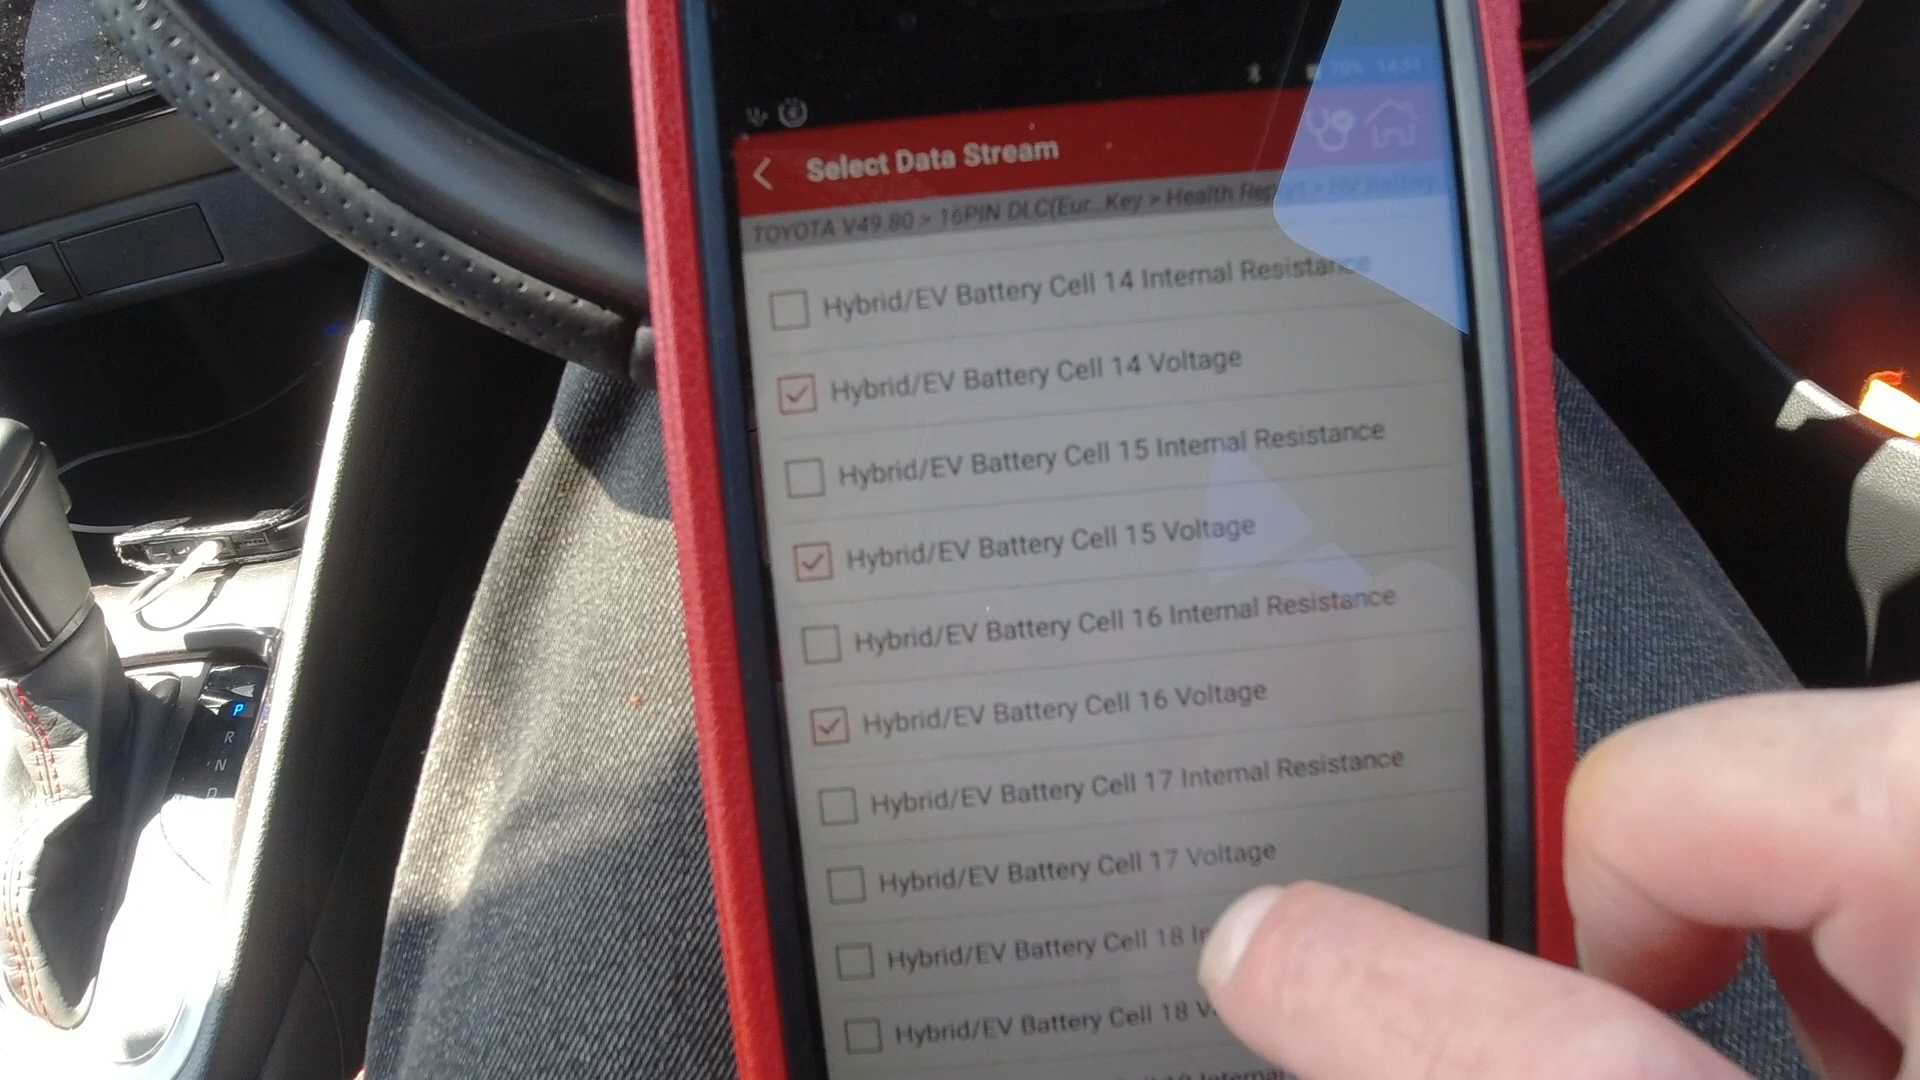 Select Data Stream
TOYOTA V49.80 > 16PIN DLC(Eur...Key > Health Report > HV Battery
Hybrid/EV Battery Cell 14 Internal Resistance
Hybrid/EV Battery Cell 14 Voltage
Hybrid/EV Battery Cell 15 Internal Resistance
Hybrid/EV Battery Cell 15 Voltage
Hybrid/EV Battery Cell 16 Internal Resistance
Hybrid/EV Battery Cell 16 Voltage
Hybrid/EV Battery Cell 17 Internal Resistance
Hybrid/EV Battery Cell 17 Voltage
Hybrid/EV Battery Cell 18
Hybrid/EV Battery Cell 18
P
R
N
D